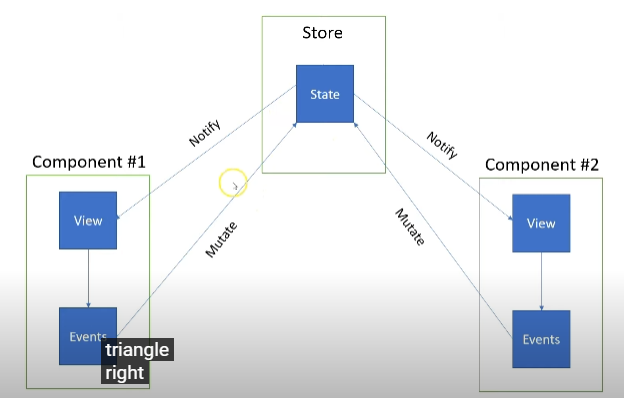 Store
State
Notify
Notify
Component #1
Component #2
View
View
Mutate
Mutate
Events
Events
triangle
right